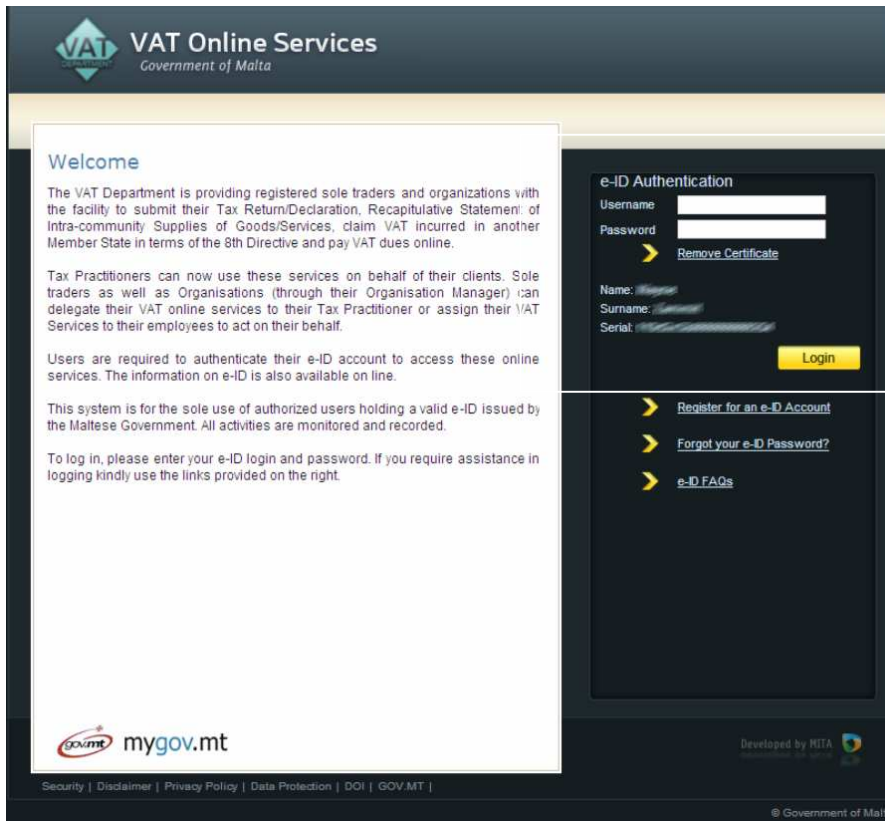 VAT
DEPARTMENT
VAT Online Services
Government of Malta
Welcome
The VAT Department is providing registered sole traders and organizations with
the facility to submit their Tax Return/Declaration, Recapitulative Statement of
Intra-community Supplies of Goods/Services, claim VAT incurred in another
Member State in terms of the 8th Directive and pay VAT dues online.
Tax Practitioners can now use these services on behalf of their clients. Sole
traders as well as Organisations (through their Organisation Manager) can
delegate their VAT online services to their Tax Practitioner or assign their VAT
Services to their employees to act on their behalf.
Users are required to authenticate their e-ID account to access these online
services. The information on e-ID is also available on line.
This system is for the sole use of authorized users holding a valid e-ID issued by
the Maltese Government. All activities are monitored and recorded.
To log in, please enter your e-ID login and password. If you require assistance in
logging kindly use the links provided on the right.
gov.mt mygov.mt
e-ID Authentication
Username
Password
Remove Certificate
Name:
Surname:
Serial:
Login
Register for an e-ID Account
Forgot your e-ID Password?
e-ID FAQs
Developed by MITA
Security | Disclaimer | Privacy Policy | Data Protection | DOI | GOV.MT |
© Government of Malt